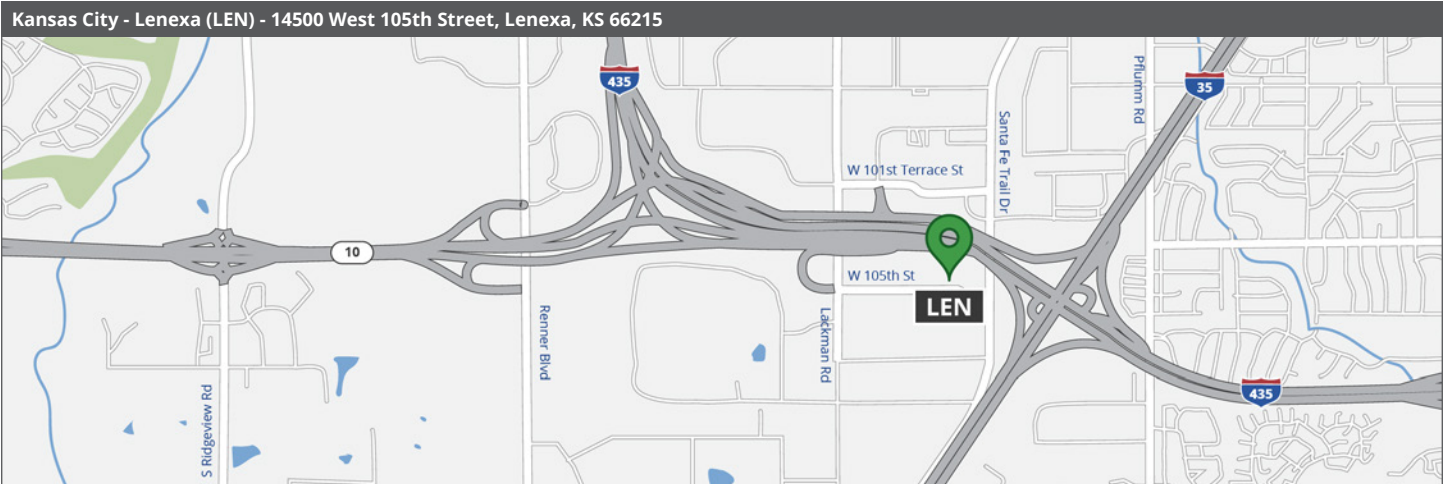 Kansas City - Lenexa (LEN) - 14500 West 105th Street, Lenexa, KS 66215
435
35
Pflumm Rd
Santa Fe Trail Dr
W 101st Terrace St
10
W 105th St
LEN
Renner Blvd
Lackman Rd
S Ridgeview Rd
435